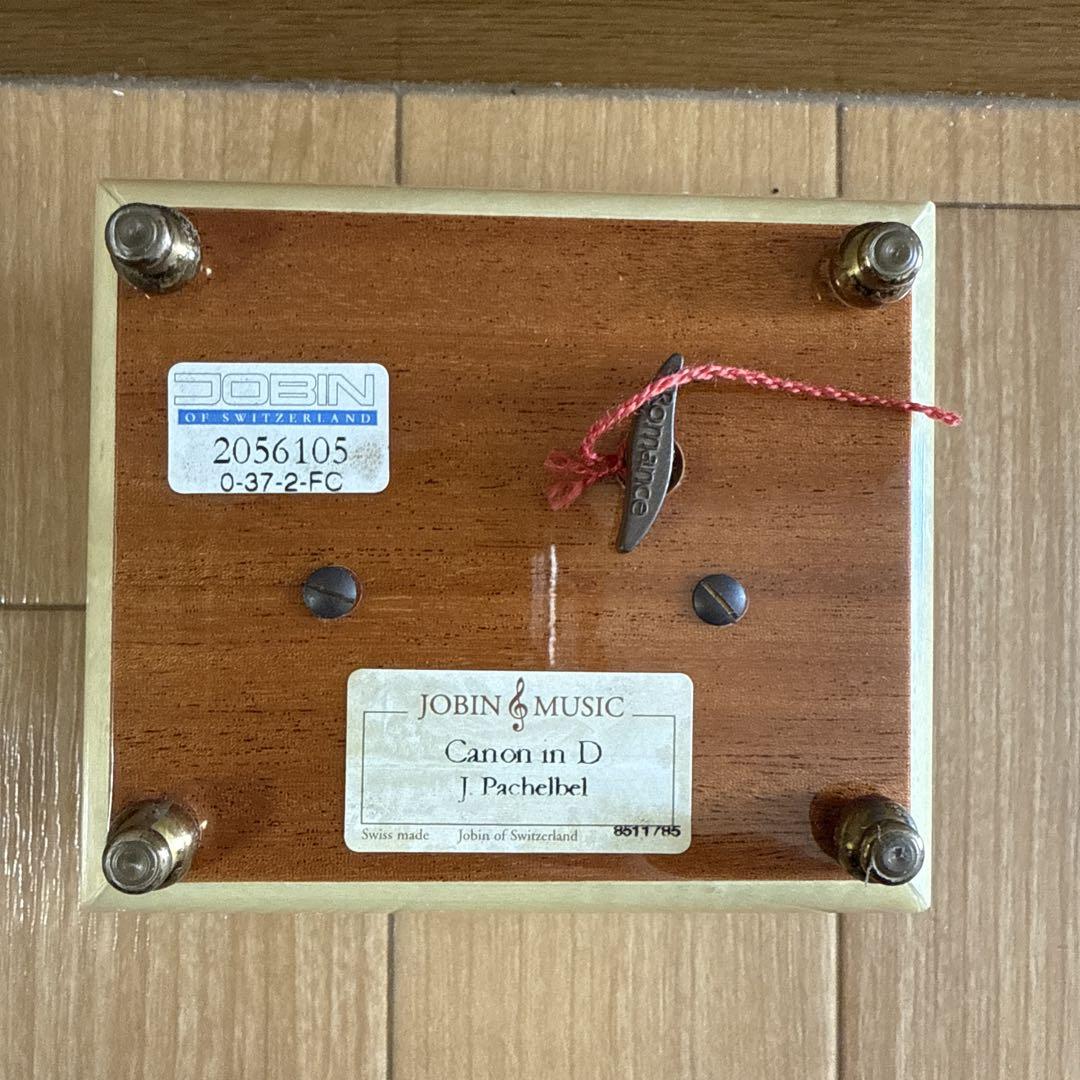 JOBIN
OF SWITZERLAND
2056105
0-37-2-FC
Romance
JOBIN MUSIC
Canon in D
J. Pachelbel
Swiss made Jobin of Switzerland 8511785